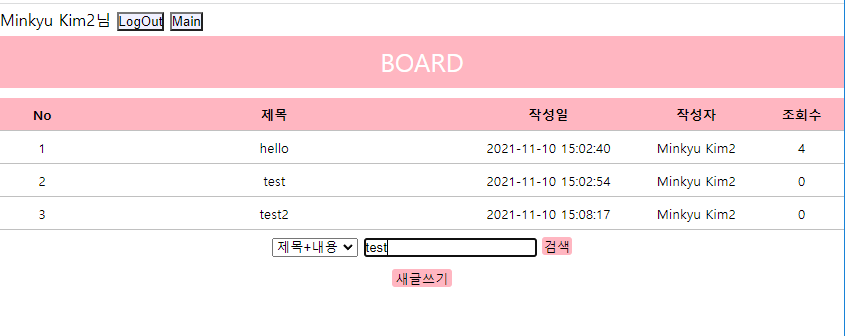 Minkyu Kim2님 LogOut Main
BOARD
No 제목 작성일 작성자 조회수
1 hello 2021-11-10 15:02:40 Minkyu Kim2 4
2 test 2021-11-10 15:02:54 Minkyu Kim2 0
3 test2 2021-11-10 15:08:17 Minkyu Kim2 0
제목+내용 test 검색
새글쓰기